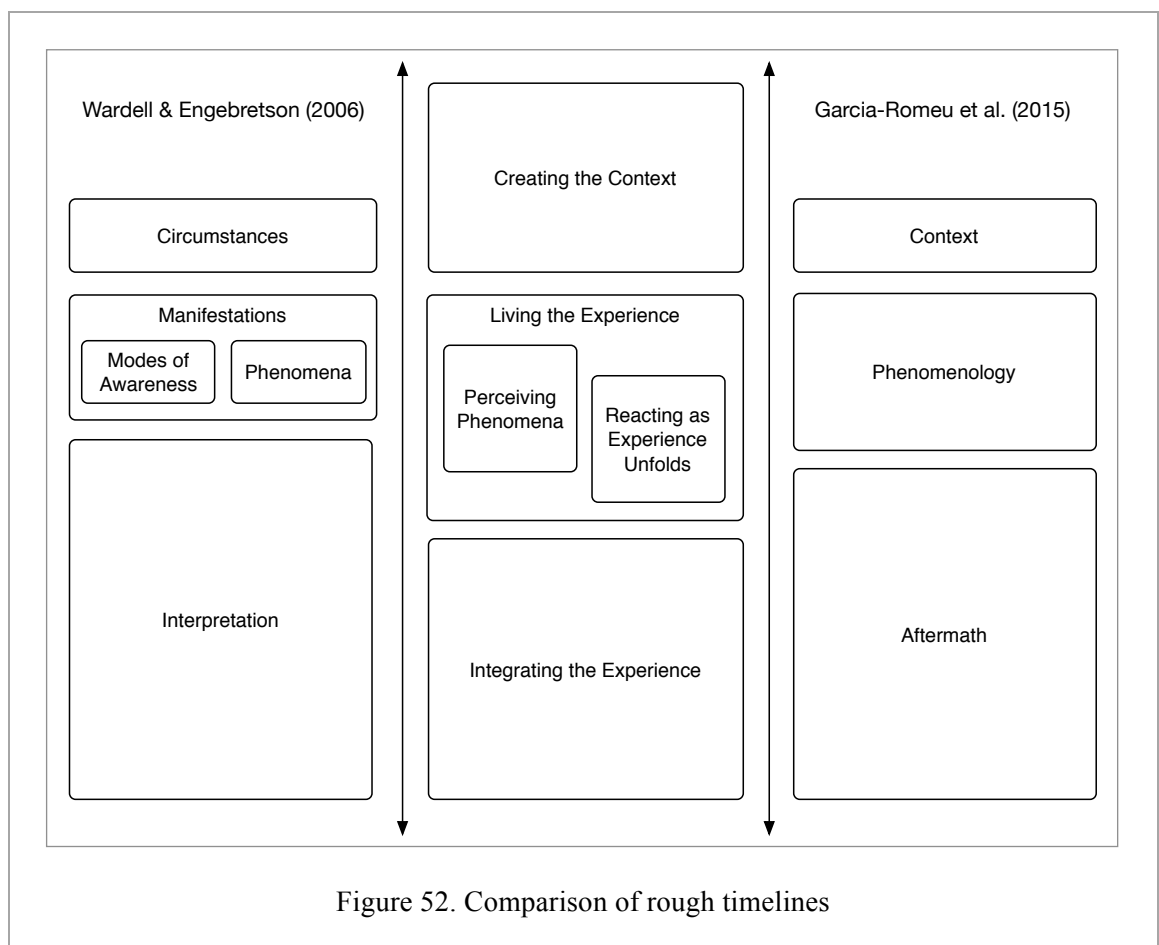 Wardell & Engebretson (2006)
Circumstances
Manifestations
Modes of
Awareness
Phenomena
Interpretation
Creating the Context
Living the Experience
Perceiving
Phenomena
Reacting as
Experience
Unfolds
Integrating the Experience
Garcia-Romeu et al. (2015)
Context
Phenomenology
Aftermath
Figure 52. Comparison of rough timelines